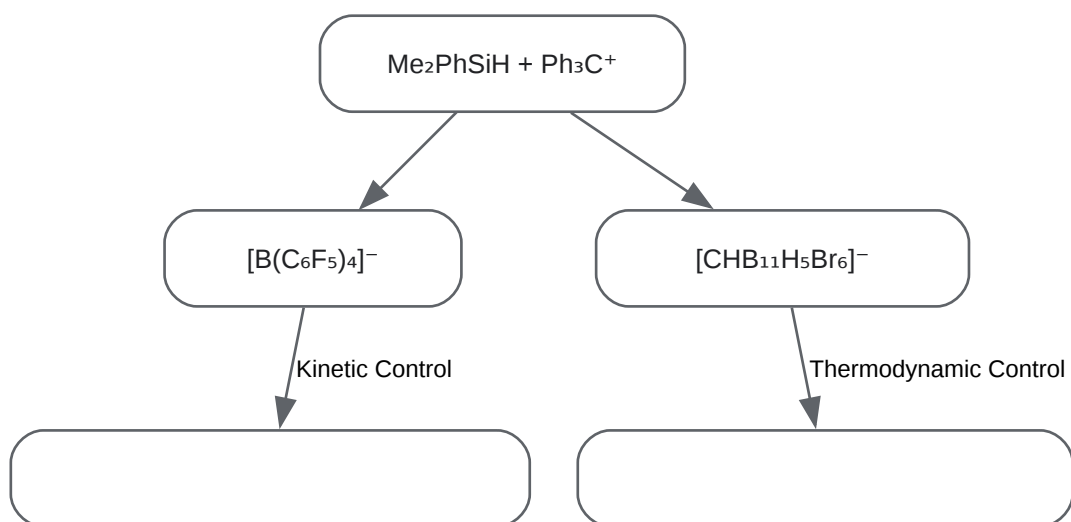 Me₂PhSiH + Ph₃C⁺
[B(C₆F₅)₄]⁻
[CHB₁₁H₅Br₆]⁻
Kinetic Control
Thermodynamic Control